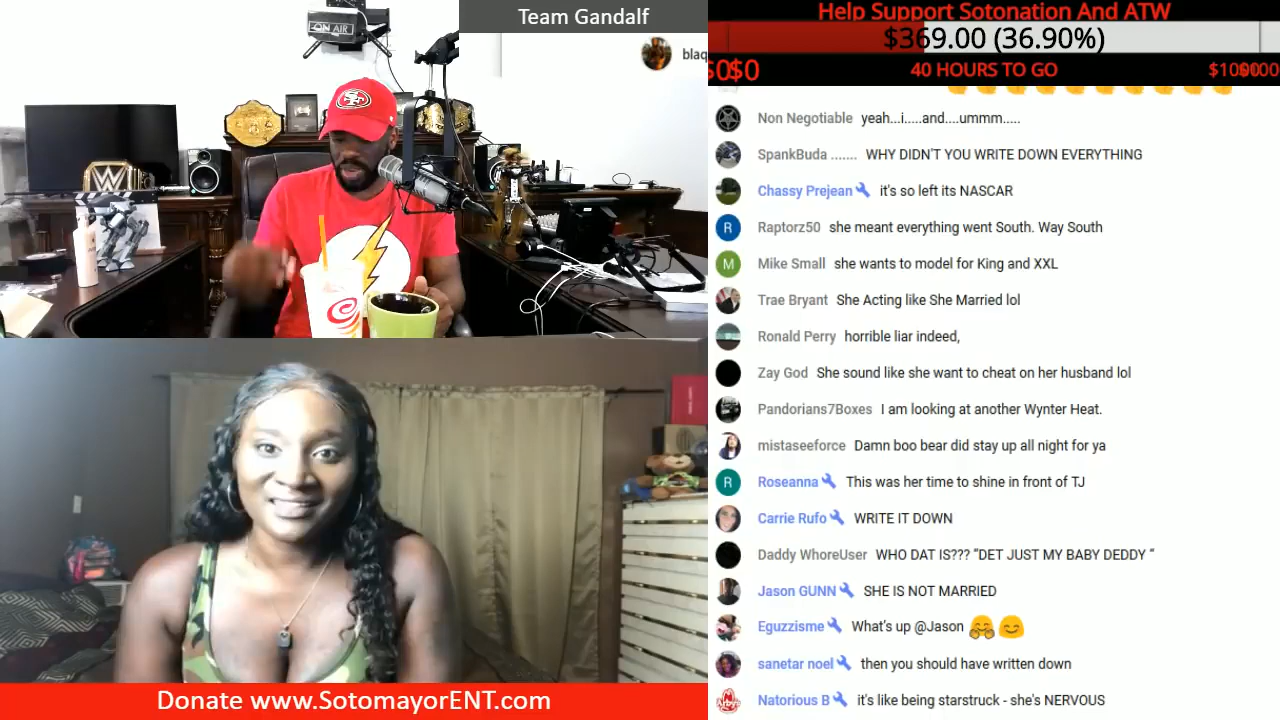 Team Gandalf
ON AIR
blaq
W
Help Support Sotonation And ATW
$369.00 (36.90%)
$0
40 HOURS TO GO
Non Negotiable yeah...i.....and....ummm.....
SpankBuda ....... WHY DIDN'T YOU WRITE DOWN EVERYTHING
Chassy Prejean it's so left its NASCAR
R Raptorz50 she meant everything went South. Way South
M Mike Small she wants to model for King and XXL
Trae Bryant She Acting like She Married lol
Ronald Perry horrible liar indeed,
Zay God She sound like she want to cheat on her husband lol
Pandorians7Boxes I am looking at another Wynter Heat.
mistaseeforce Damn boo bear did stay up all night for ya
R Roseanna This was her time to shine in front of TJ
Carrie Rufo WRITE IT DOWN
Daddy WhoreUser WHO DAT IS??? “DET JUST MY BABY DEDDY “
Jason GUNN SHE IS NOT MARRIED
Eguzzisme What's up @Jason 🤗😊
sanetar noel then you should have written down
Natorious B it's like being starstruck - she's NERVOUS
Donate www.SotomayorENT.com